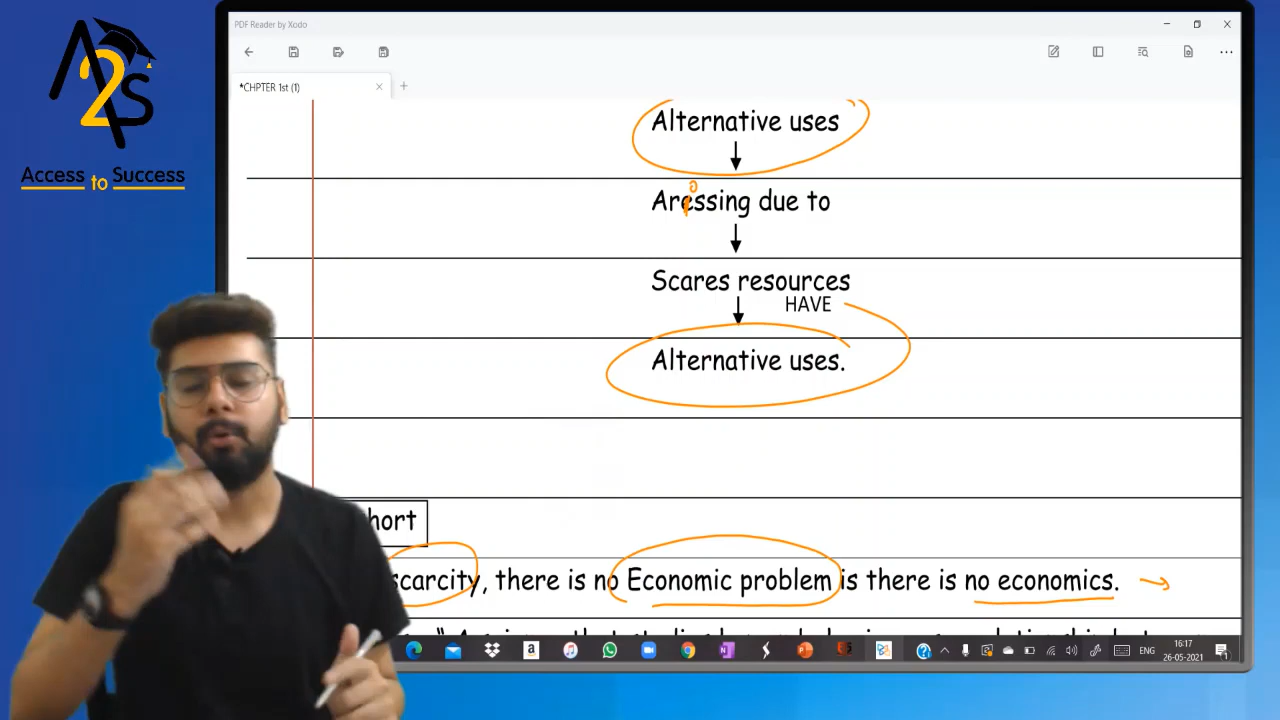 PDF Reader by Xodo
*CHPTER 1st (1)
A2S
Access to Success
Alternative uses
Aressing due to
Scares resources
HAVE
Alternative uses.
hort
scarcity, there is no Economic problem is there is no economics.
ENG
16:17
26-05-2021